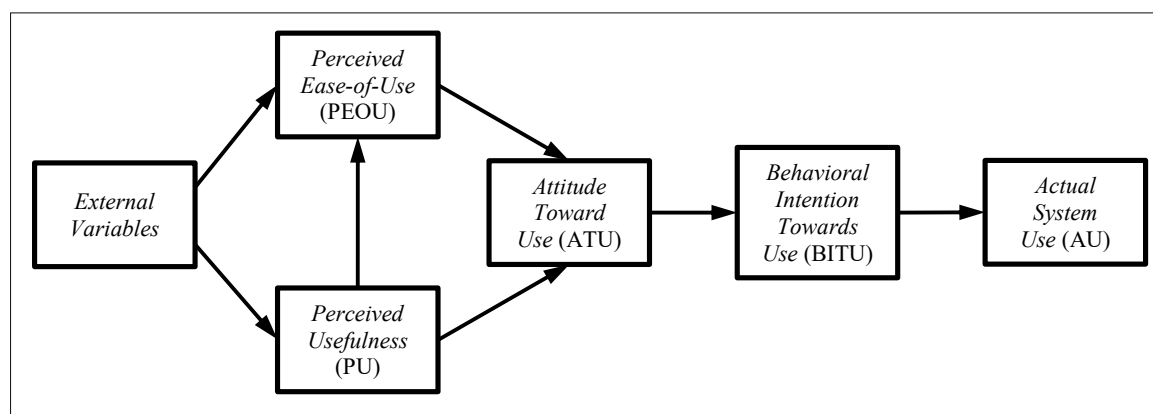 Perceived
Ease-of-Use
(PEOU)
External
Variables
Perceived
Usefulness
(PU)
Attitude
Toward
Use (ATU)
Behavioral
Intention
Towards
Use (BITU)
Actual
System
Use (AU)